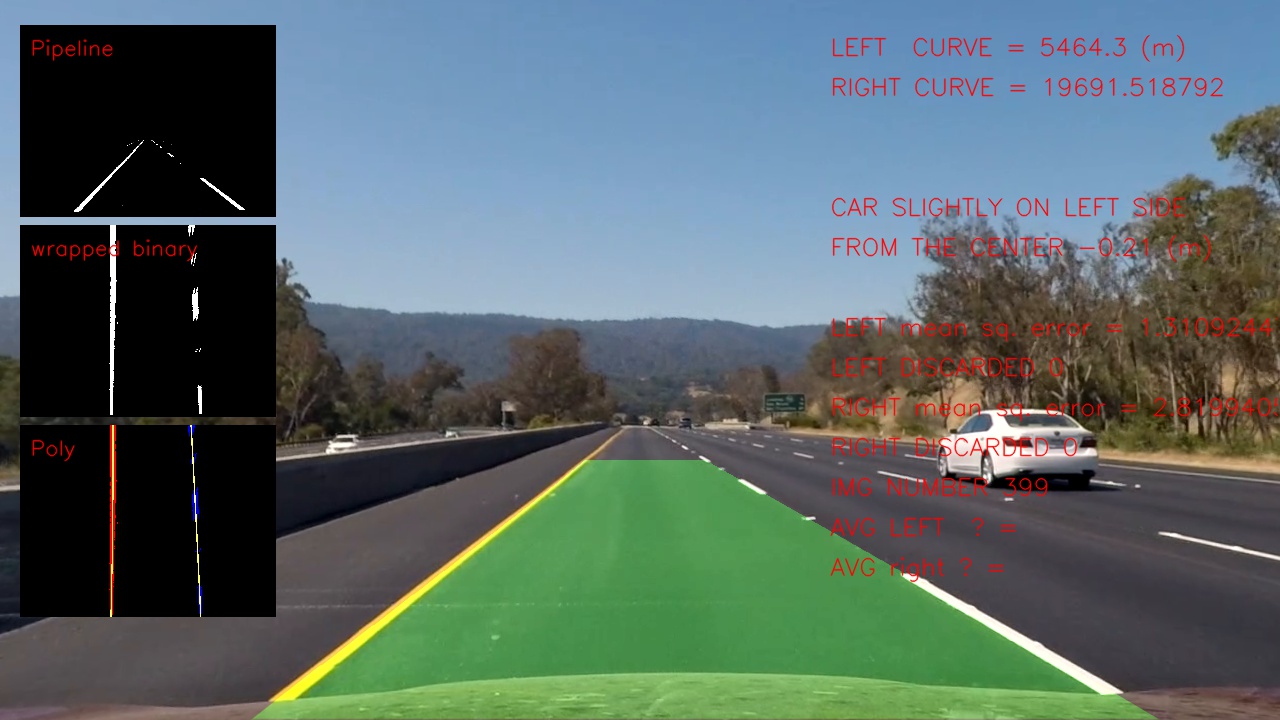 Pipeline
wrapped binary
Poly
LEFT CURVE = 5464.3 (m)
RIGHT CURVE = 19691.518792
CAR SLIGHTLY ON LEFT SIDE
FROM THE CENTER -0.21 (m)
LEFT mean sq. error = 1.3109244
LEFT DISCARDED 0
RIGHT mean sq. error = 2.819940
RIGHT DISCARDED 0
IMG NUMBER 399
AVG LEFT ? =
AVG right ? =